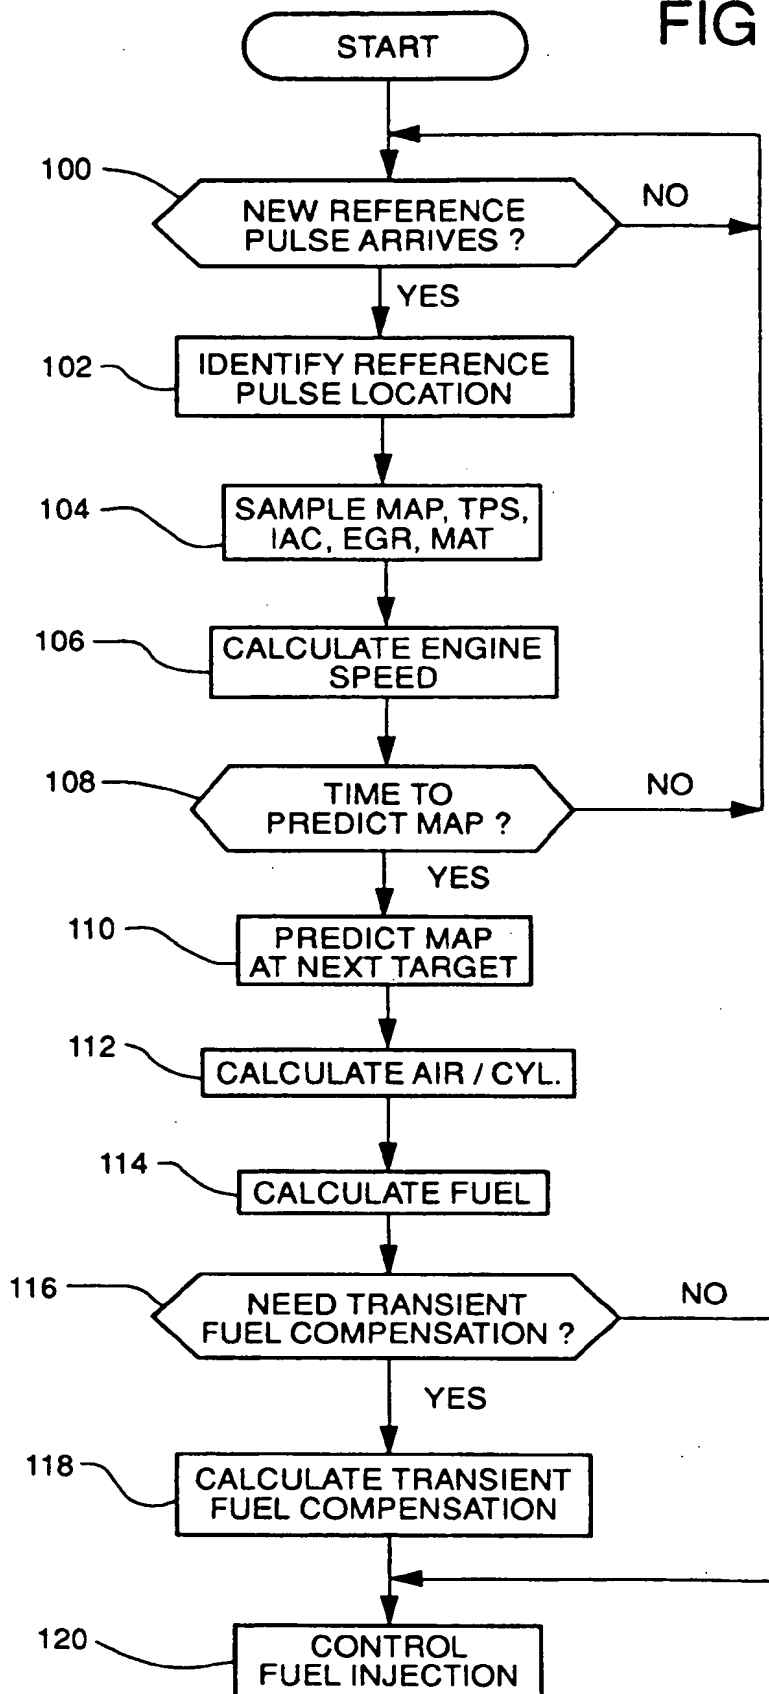 FIG
START
100
NEW REFERENCE
PULSE ARRIVES ?
NO
YES
102
IDENTIFY REFERENCE
PULSE LOCATION
104
SAMPLE MAP, TPS,
IAC, EGR, MAT
106
CALCULATE ENGINE
SPEED
108
TIME TO
PREDICT MAP ?
NO
YES
110
PREDICT MAP
AT NEXT TARGET
112
CALCULATE AIR / CYL.
114
CALCULATE FUEL
116
NEED TRANSIENT
FUEL COMPENSATION ?
NO
YES
118
CALCULATE TRANSIENT
FUEL COMPENSATION
120
CONTROL
FUEL INJECTION